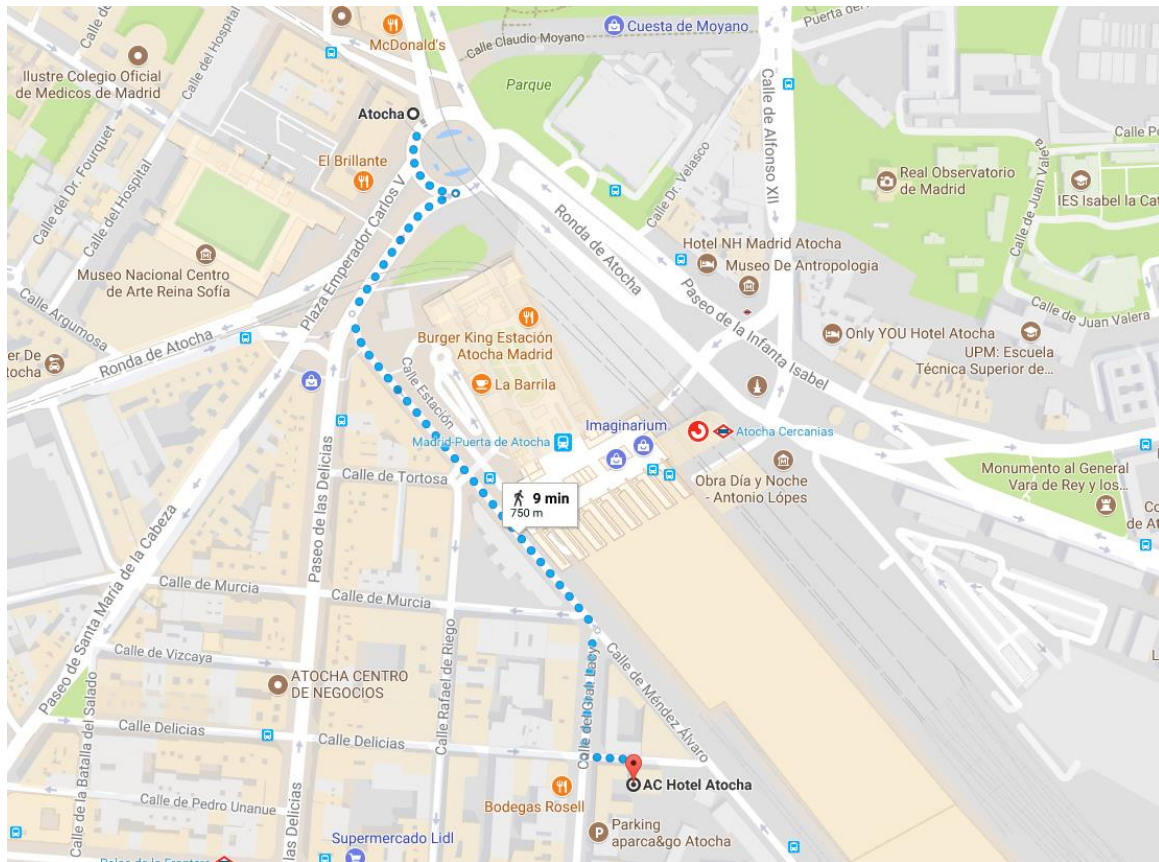 McDonald's
Calle Claudio Moyano
Cuesta de Moyano
Puerta del
Ilustre Colegio Oficial
de Medicos de Madrid
Calle del Hospital
Parque
Calle de Alfonso XII
Atocha
El Brillante
Calle del Dr. Fourquet
Calle del Hospital
Plaza Emperador Carlos V
Calle Dr. Velasco
Real Observatorio
de Madrid
Calle de Juan Valera
IES Isabel la Cat
Museo Nacional Centro
de Arte Reina Sofía
Ronda de Atocha
Hotel NH Madrid Atocha
Museo De Antropologia
Calle de Juan Valera
Calle Argumosa
Ronda de Atocha
Burger King Estación
Atocha Madrid
La Barrila
Calle Estación
Paseo de la Infanta Isabel
Only YOU Hotel Atocha
UPM: Escuela
Técnica Superior de...
Imaginarium
Madrid-Puerta de Atocha
Atocha Cercanias
Calle de Tortosa
Obra Día y Noche
- Antonio Lópes
Monumento al General
Vara de Rey y los...
9 min
750 m
Paseo de las Delicias
Paseo de Santa María de la Cabeza
Calle de Murcia
Calle de Murcia
Calle Rafael de Riego
Calle de Vizcaya
ATOCHA CENTRO
DE NEGOCIOS
Calle del Gral. Lacy
Calle de Méndez Álvaro
Calle de la Batalla del Salado
Calle Delicias
Calle Delicias
AC Hotel Atocha
Calle de Pedro Unanue
las Delicias
Bodegas Rosell
Supermercado Lidl
Parking
aparca&go Atocha